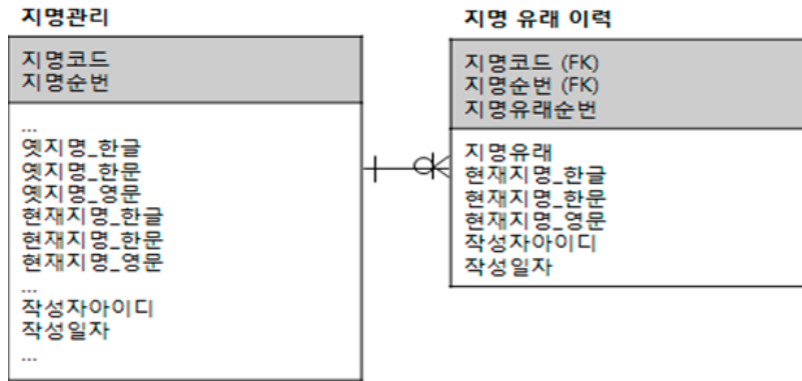 지명관리
지명코드
지명순번
...
옛지명_한글
옛지명_한문
옛지명_영문
현재지명_한글
현재지명_한문
현재지명_영문
...
작성자아이디
작성일자
...
지명 유래 이력
지명코드 (FK)
지명순번 (FK)
지명유래순번
지명유래
현재지명_한글
현재지명_한문
현재지명_영문
작성자아이디
작성일자